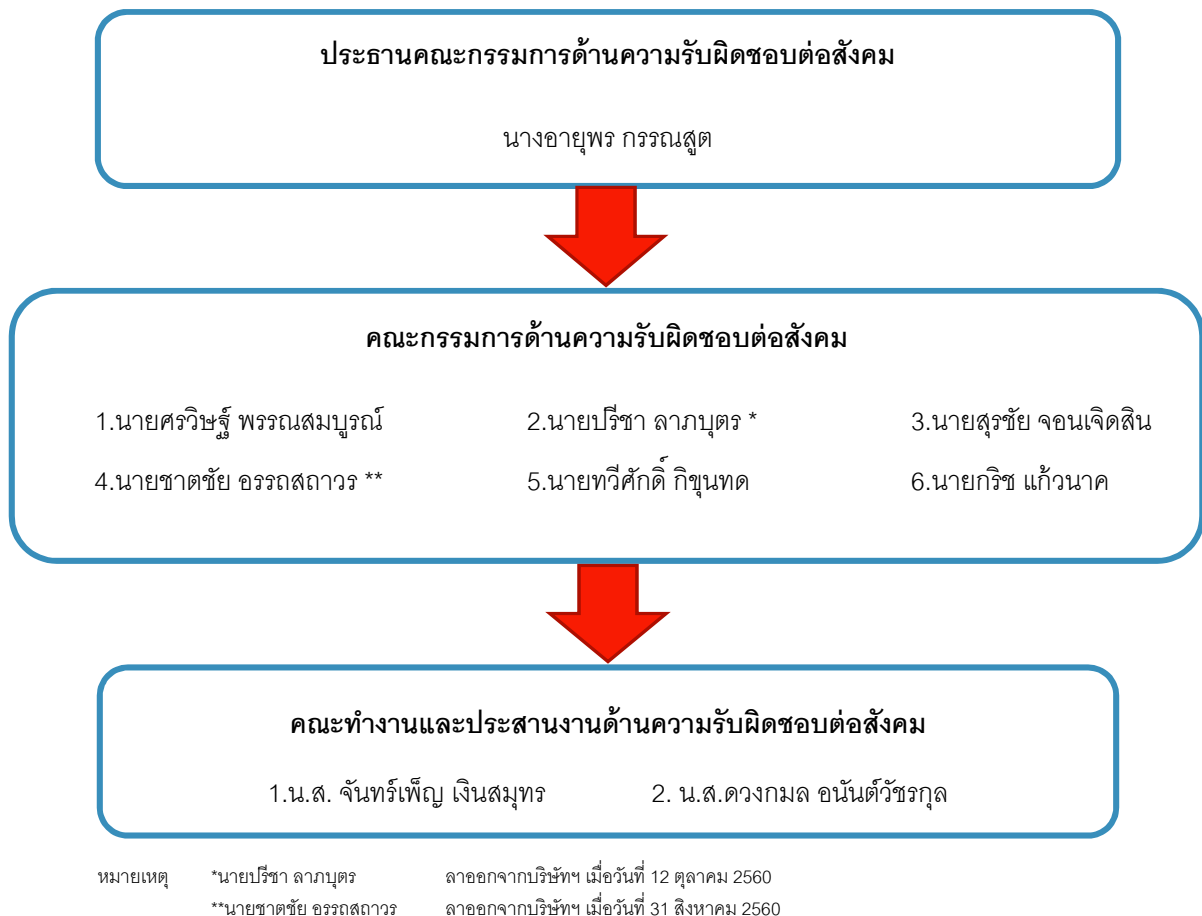 ประธานคณะกรรมการด้านความรับผิดชอบต่อสังคม
นางอายุพร กรรณสูต
คณะกรรมการด้านความรับผิดชอบต่อสังคม
1.นายศรวิษฐ์ พรรณสมบูรณ์ 2.นายปรีชา ลาภบุตร * 3.นายสุรชัย จอนเจิดสิน
4.นายชาตชัย อรรถสถาวร ** 5.นายทวีศักดิ์ กิขุนทด 6.นายกริช แก้วนาค
คณะทำงานและประสานงานด้านความรับผิดชอบต่อสังคม
1.น.ส. จันทร์เพ็ญ เงินสมุทร 2. น.ส.ดวงกมล อนันต์วัชรกุล
หมายเหตุ *นายปรีชา ลาภบุตร ลาออกจากบริษัทฯ เมื่อวันที่ 12 ตุลาคม 2560
**นายชาตชัย อรรถสถาวร ลาออกจากบริษัทฯ เมื่อวันที่ 31 สิงหาคม 2560